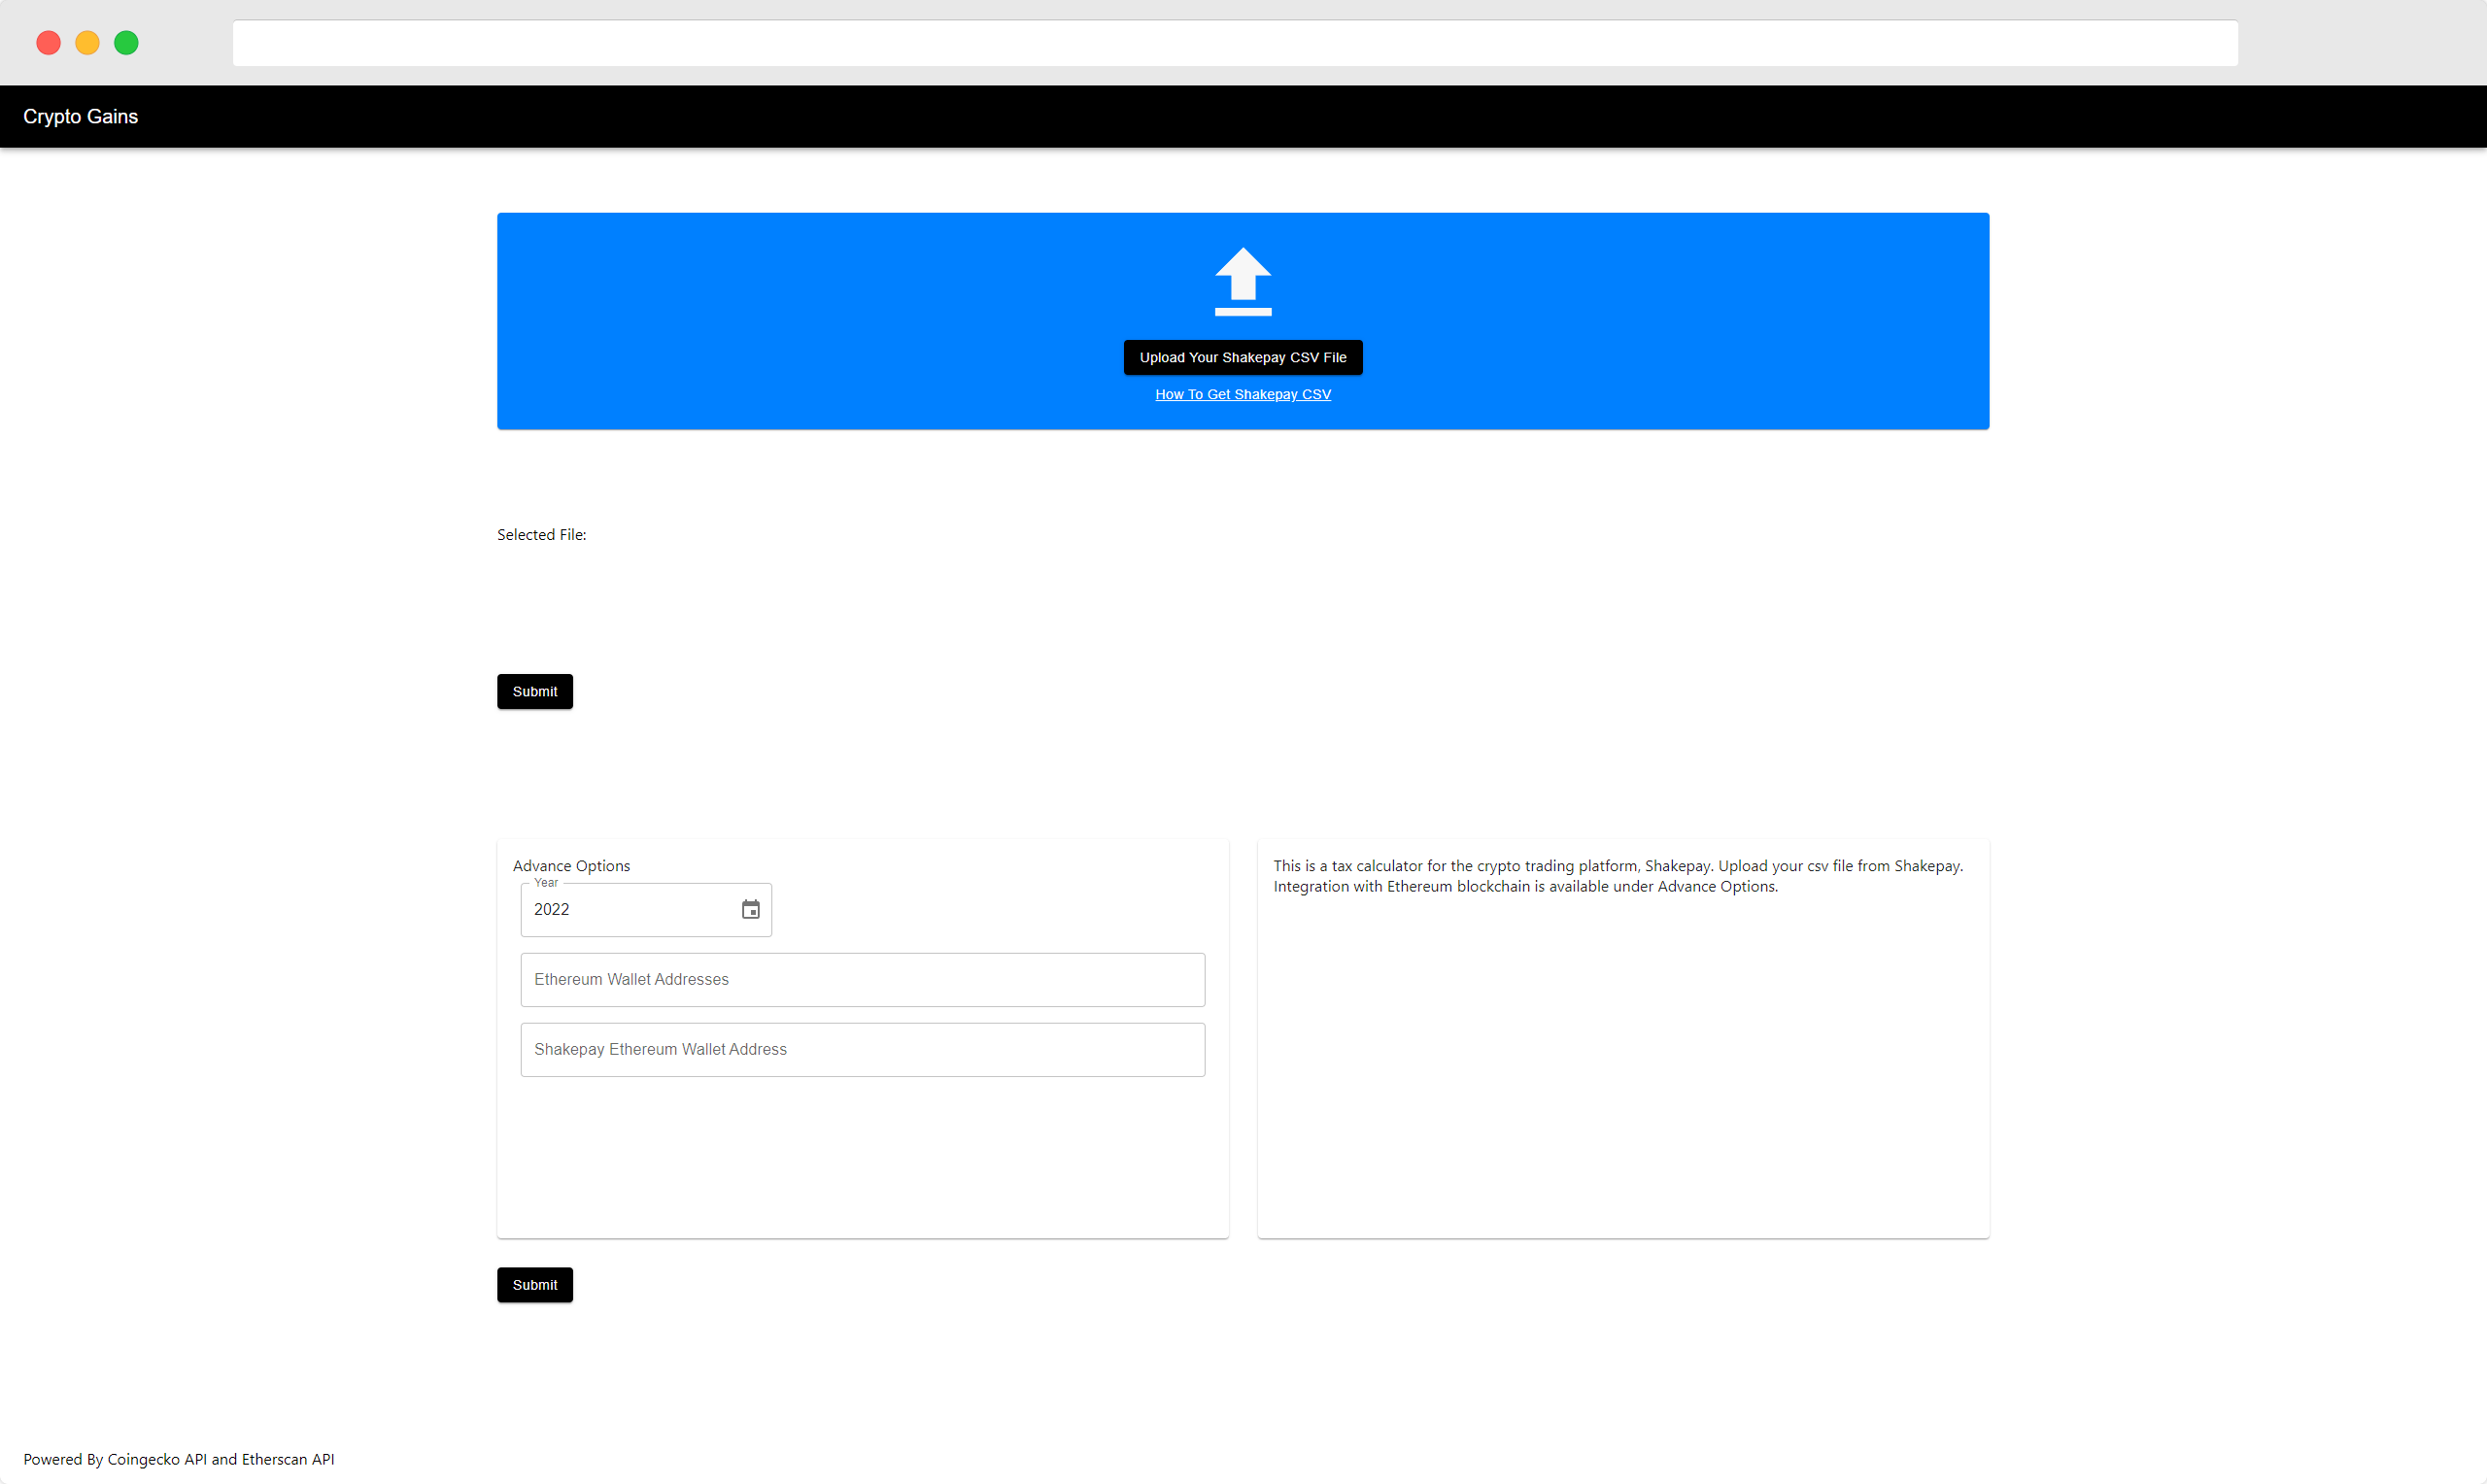 Crypto Gains
Upload Your Shakepay CSV File
How To Get Shakepay CSV
Selected File:
Submit
Advance Options
Year
2022
Ethereum Wallet Addresses
Shakepay Ethereum Wallet Address
This is a tax calculator for the crypto trading platform, Shakepay. Upload your csv file from Shakepay.
Integration with Ethereum blockchain is available under Advance Options.
Submit
Powered By Coingecko API and Etherscan API